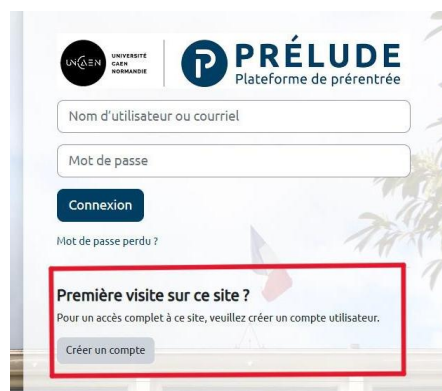 UNICAEN
UNIVERSITÉ
CAEN
NORMANDIE
PRÉLUDE
Plateforme de prérentrée
Nom d'utilisateur ou courriel
Mot de passe
Connexion
Mot de passe perdu ?
Première visite sur ce site ?
Pour un accès complet à ce site, veuillez créer un compte utilisateur.
Créer un compte